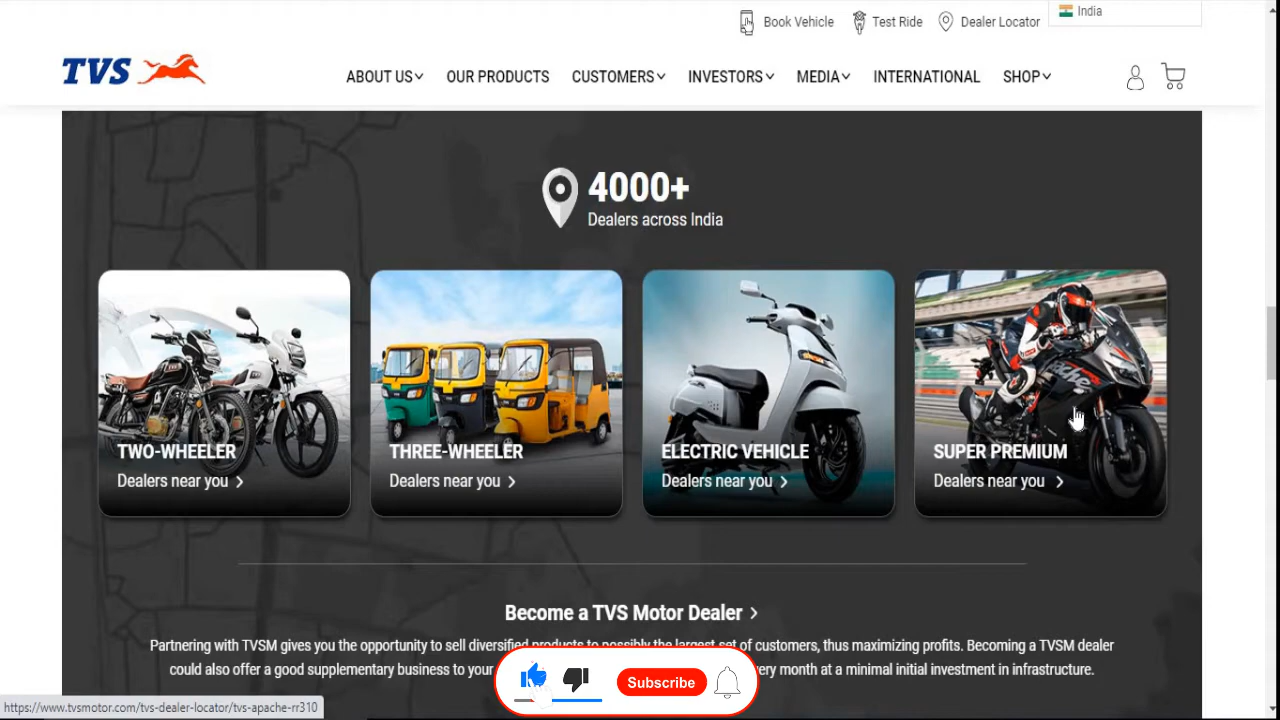 India
Book Vehicle
Test Ride
Dealer Locator
TVS
ABOUT US
OUR PRODUCTS
CUSTOMERS
INVESTORS
MEDIA
INTERNATIONAL
SHOP
4000+
Dealers across India
TWO-WHEELER
Dealers near you
THREE-WHEELER
Dealers near you
ELECTRIC VEHICLE
Dealers near you
SUPER PREMIUM
Dealers near you
Become a TVS Motor Dealer
Partnering with TVSM gives you the opportunity to sell diversified products to possibly the largest set of customers, thus maximizing profits. Becoming a TVSM dealer
could also offer a good supplementary business to your
every month at a minimal initial investment in infrastructure.
Subscribe
https://www.tvsmotor.com/tvs-dealer-locator/tvs-apache-rr310